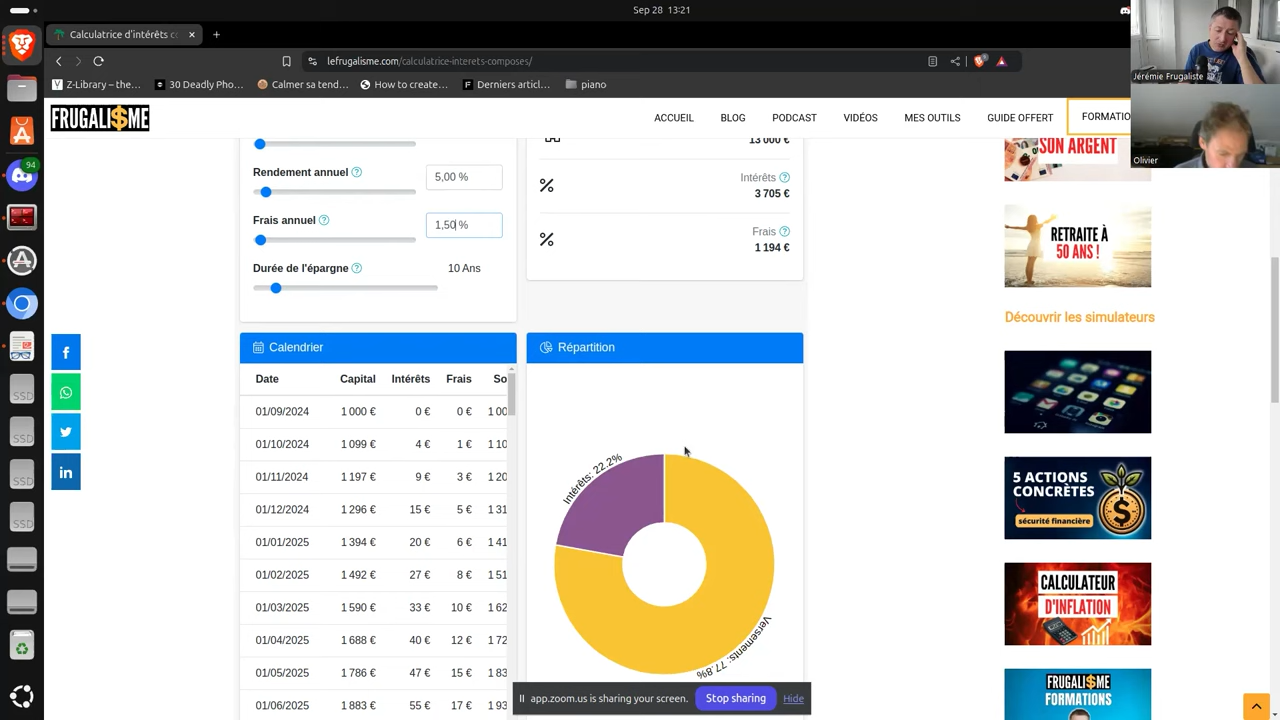 Sep 28 13:21
Calculatrice d'intérêts co
lefrugalisme.com/calculatrice-interets-composes/
Z-Library – the…
30 Deadly Pho…
Calmer sa tend…
How to create…
Derniers articl…
piano
94
FRUGALI$ME
ACCUEIL
BLOG
PODCAST
VIDÉOS
MES OUTILS
GUIDE OFFERT
FORMATIO
Jérémie Frugaliste
Olivier
13 000 €
Rendement annuel
5,00 %
Frais annuel
1,50 %
Durée de l'épargne
10 Ans
Intérêts
3 705 €
Frais
1 194 €
Calendrier
Date Capital Intérêts Frais So
01/09/2024 1 000 € 0 € 0 € 1 00
01/10/2024 1 099 € 4 € 1 € 1 10
01/11/2024 1 197 € 9 € 3 € 1 20
01/12/2024 1 296 € 15 € 5 € 1 31
01/01/2025 1 394 € 20 € 6 € 1 41
01/02/2025 1 492 € 27 € 8 € 1 51
01/03/2025 1 590 € 33 € 10 € 1 62
01/04/2025 1 688 € 40 € 12 € 1 72
01/05/2025 1 786 € 47 € 15 € 1 83
01/06/2025 1 883 € 55 € 17 € 1 93
Répartition
Intérêts: 22.2%
Versements: 77.8%
SON ARGENT
RETRAITE À
50 ANS !
Découvrir les simulateurs
5 ACTIONS
CONCRÈTES
sécurité financière
CALCULATEUR
D'INFLATION
FRUGALI$ME
FORMATIONS
SSD
SSD
SSD
SSD
app.zoom.us is sharing your screen.
Stop sharing
Hide